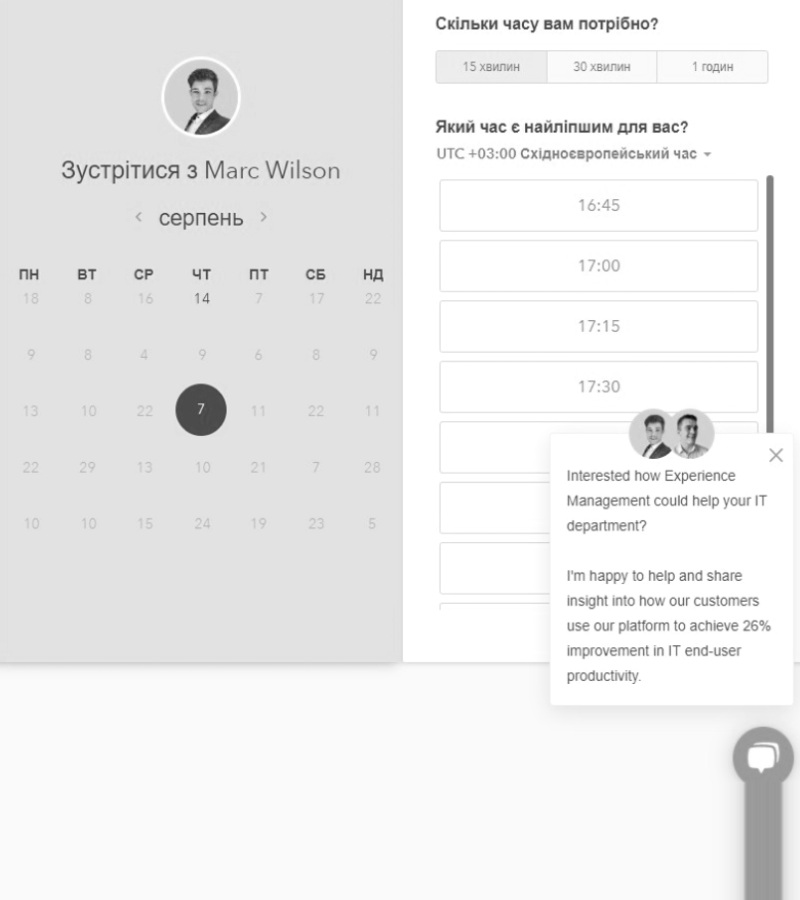 Зустрітися з Marc Wilson
серпень
ПН ВТ СР ЧТ ПТ СБ НД
18 8 16 14 7 17 22
9 8 4 9 6 8 9
13 10 22 7 11 22 11
22 29 13 10 21 7 28
10 10 15 24 19 23 5
Скільки часу вам потрібно?
15 хвилин 30 хвилин 1 годин
Який час є найліпшим для вас?
UTC +03:00 Східноєвропейський час
16:45
17:00
17:15
17:30
Interested how Experience
Management could help your IT
department?
I'm happy to help and share
insight into how our customers
use our platform to achieve 26%
improvement in IT end-user
productivity.